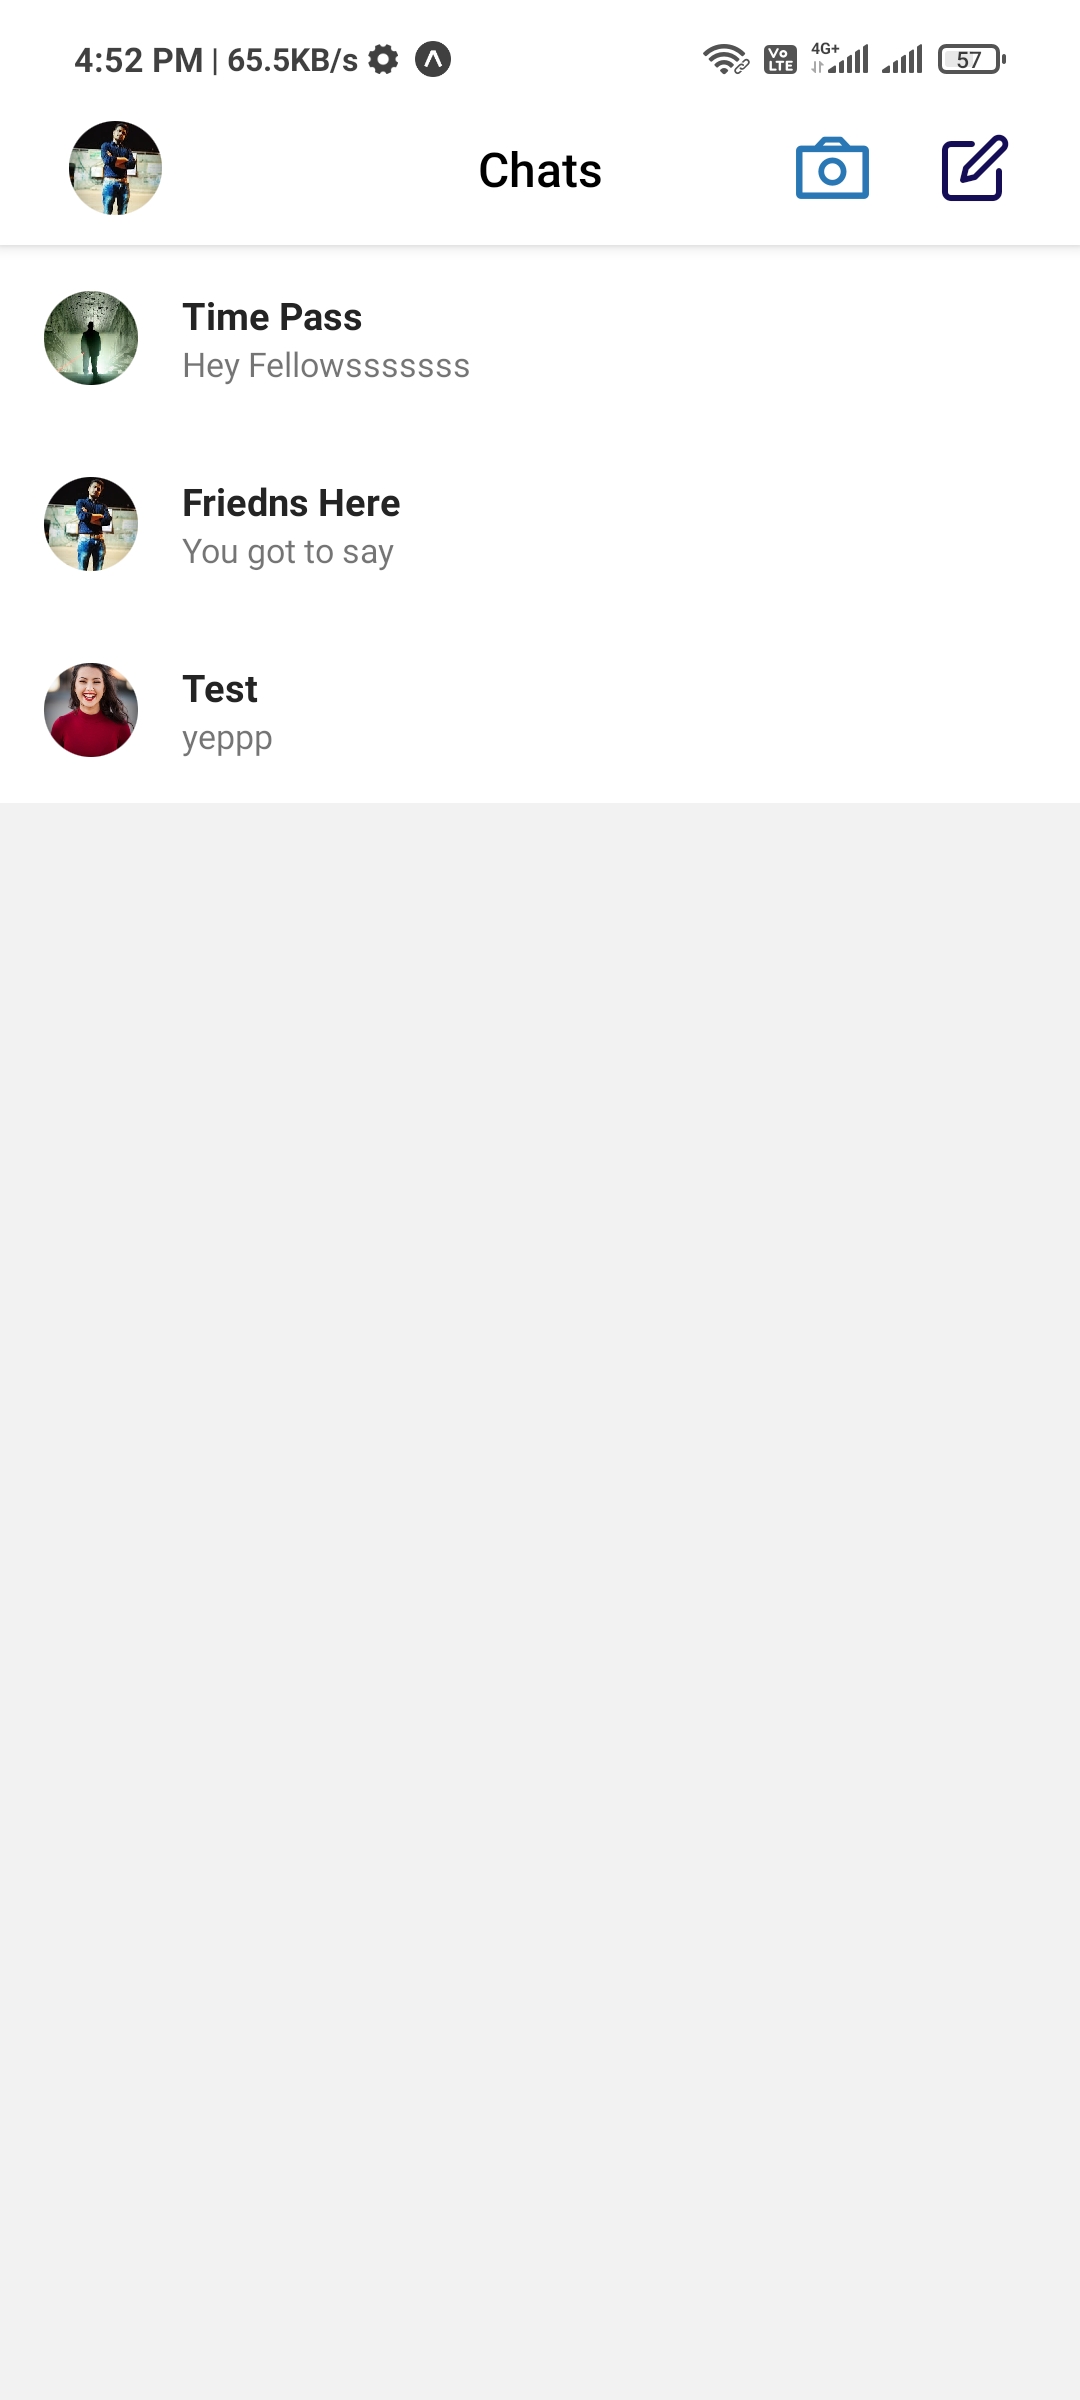 4:52 PM | 65.5KB/s Vo LTE 4G+ 57
Chats
Time Pass
Hey Fellowsssssss
Friedns Here
You got to say
Test
yeppp